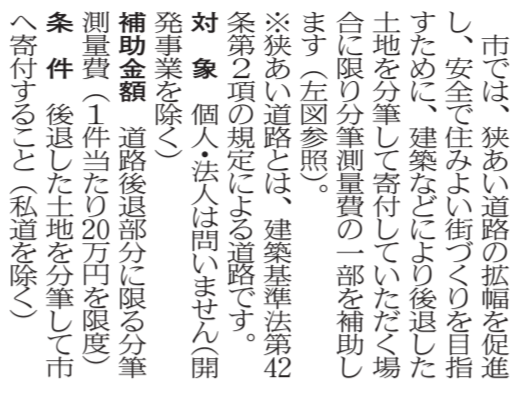 市では、狭あい道路の拡幅を促進
し、安全で住みよい街づくりを目指
すために、建築などにより後退した
土地を分筆して寄付していただく場
合に限り分筆測量費の一部を補助し
ます（左図参照）。
※狭あい道路とは、建築基準法第42
条第２項の規定による道路です。
対　象　個人・法人は問いません（開
発事業を除く）
補助金額　道路後退部分に限る分筆
測量費（１件当たり20万円を限度）
条　件　後退した土地を分筆して市
へ寄付すること（私道を除く）